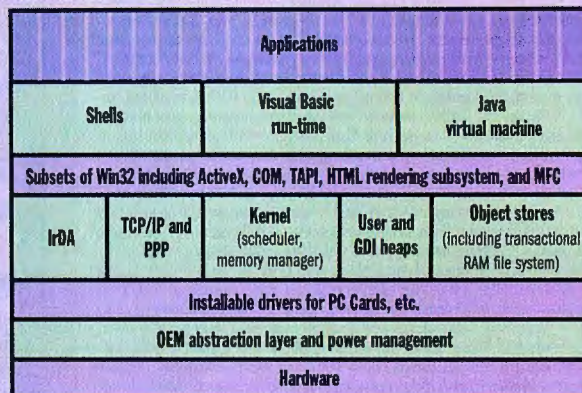 Applications
Shells
Visual Basic
run-time
Java
virtual machine
Subsets of Win32 including ActiveX, COM, TAPI, HTML rendering subsystem, and MFC
IrDA
TCP/IP and
PPP
Kernel
(scheduler,
memory manager)
User and
GDI heaps
Object stores
(including transactional
RAM file system)
Installable drivers for PC Cards, etc.
OEM abstraction layer and power management
Hardware